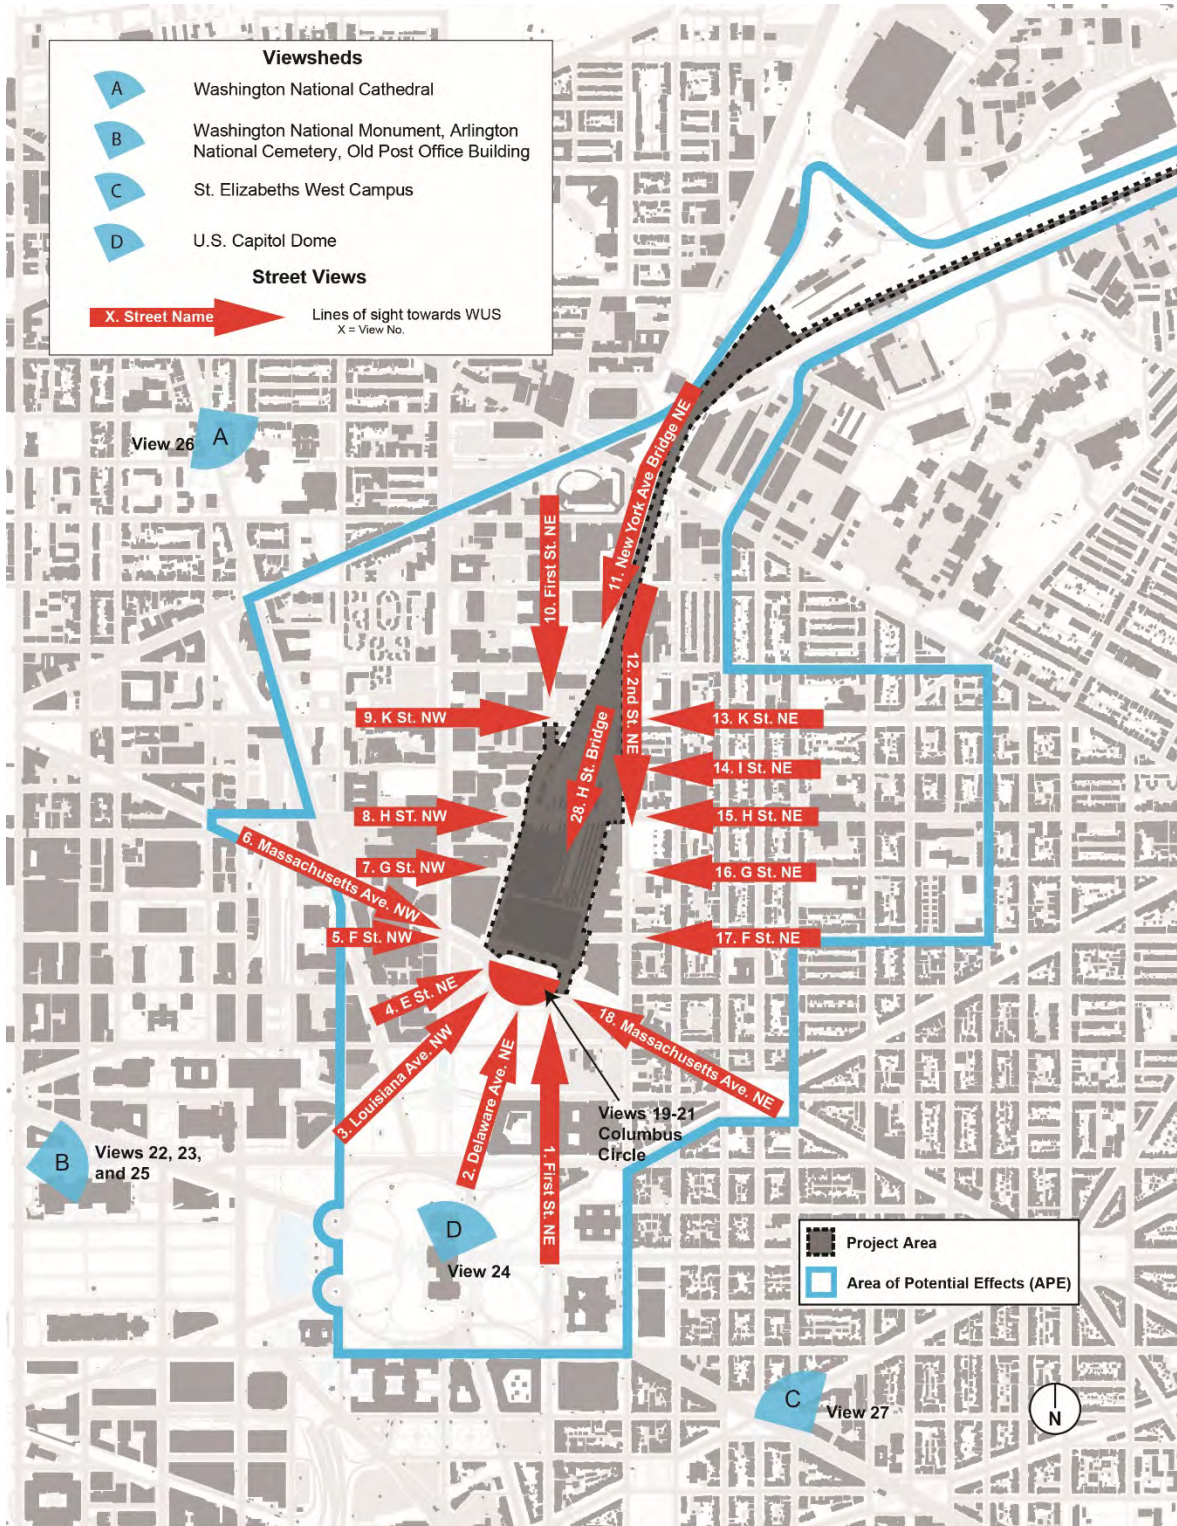 Viewsheds
A
Washington National Cathedral
B
Washington National Monument, Arlington
National Cemetery, Old Post Office Building
C
St. Elizabeths West Campus
D
U.S. Capitol Dome
Street Views
X. Street Name
Lines of sight towards WUS
X = View No.
View 26
A
11. New York Ave Bridge NE
10. First St. NE
12. 2nd St. NE
9. K St. NW
13. K St. NE
28. H St. Bridge
14. I St. NE
8. H ST. NW
15. H St. NE
6. Massachusetts Ave. NW
7. G St. NW
16. G St. NE
5. F St. NW
17. F St. NE
4. E St. NE
18. Massachusetts Ave. NE
3. Louisiana Ave. NW
2. Delaware Ave. NE
1. First St. NE
Views 19-21
Columbus
Circle
B
Views 22, 23,
and 25
D
View 24
Project Area
Area of Potential Effects (APE)
C
View 27
N